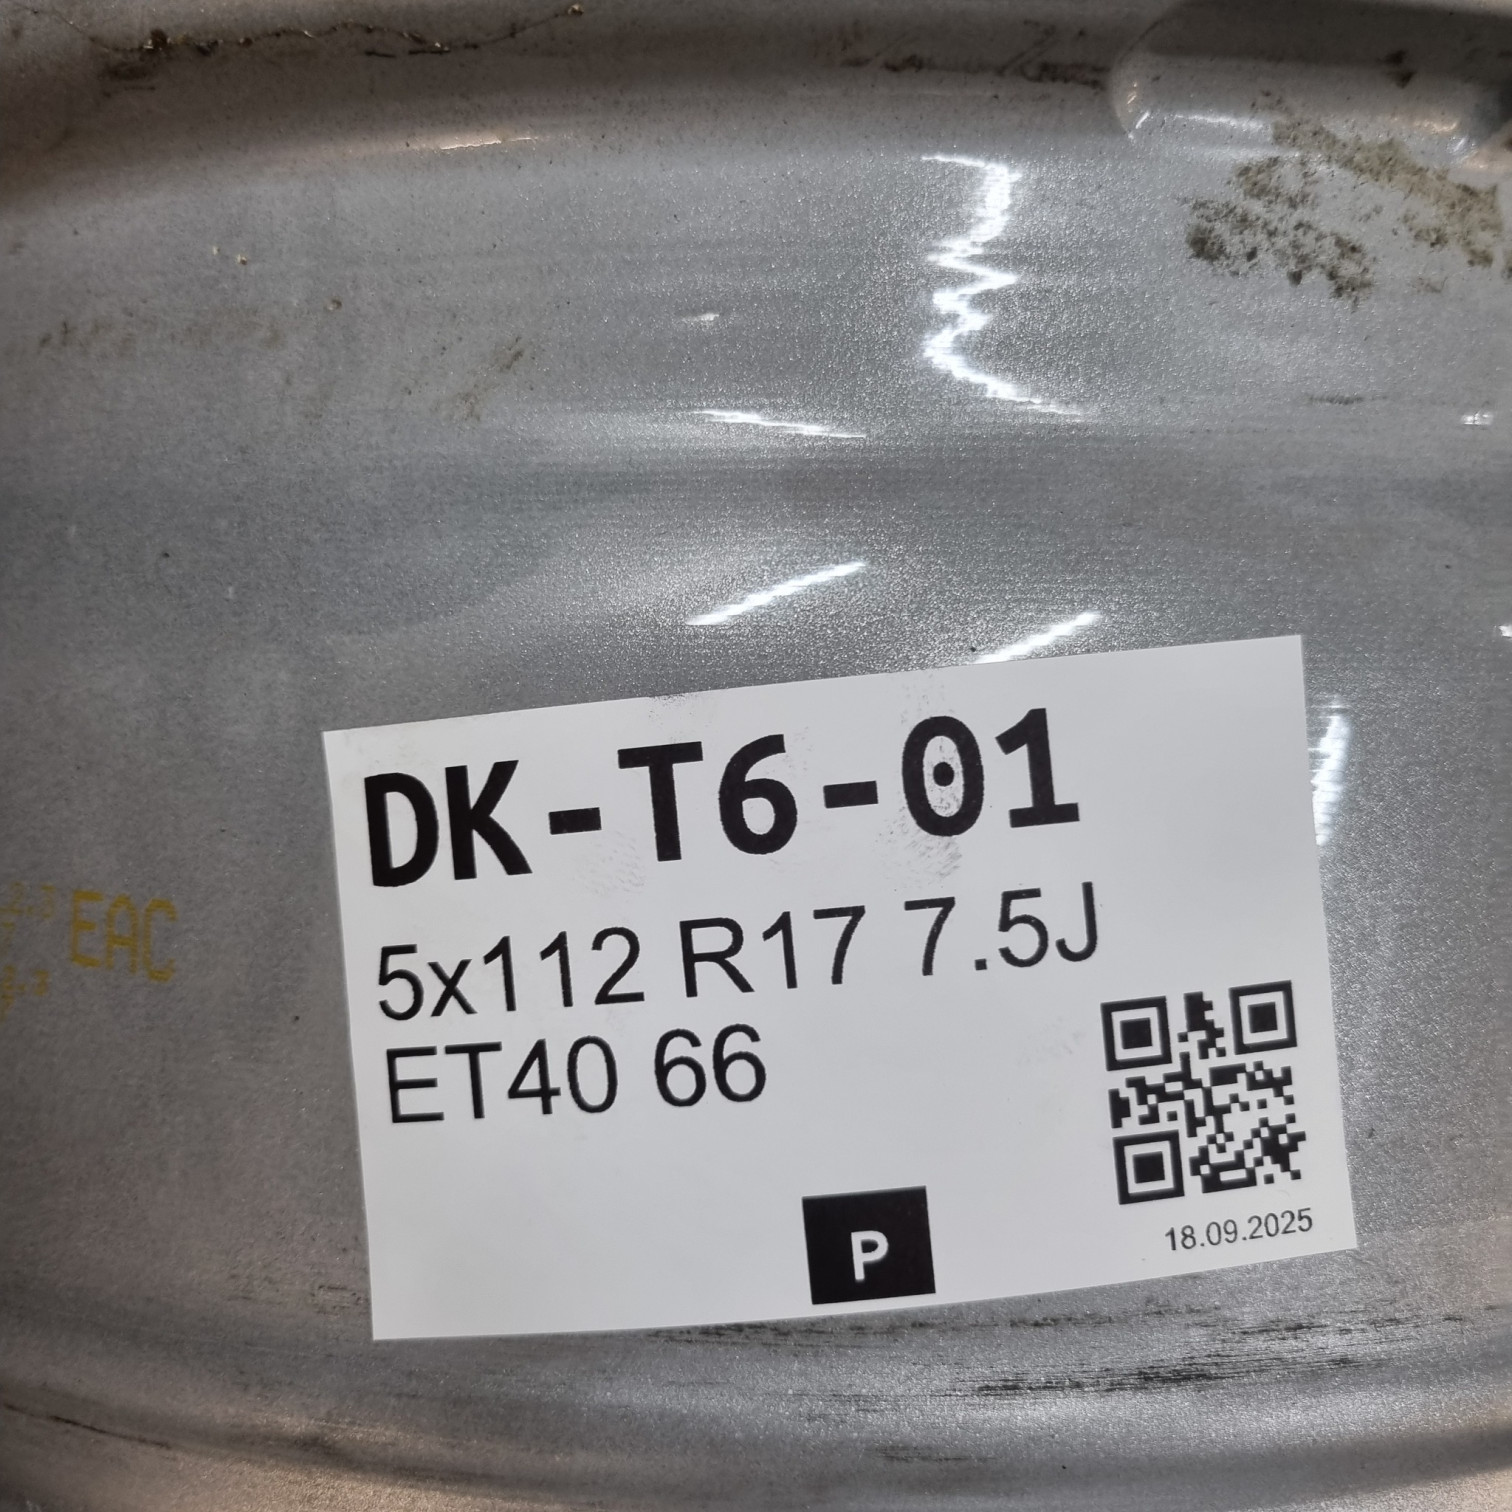 DK-T6-01
5x112 R17 7.5J
ET40 66
P
18.09.2025
EAC